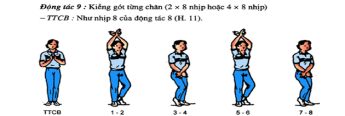 Động tác 9 : Kiễng gót từng chân (2 × 8 nhịp hoặc 4 × 8 nhịp)
– TTCB : Như nhịp 8 của động tác 8 (H. 11).
TTCB 1 - 2 3 - 4 5 - 6 7 - 8